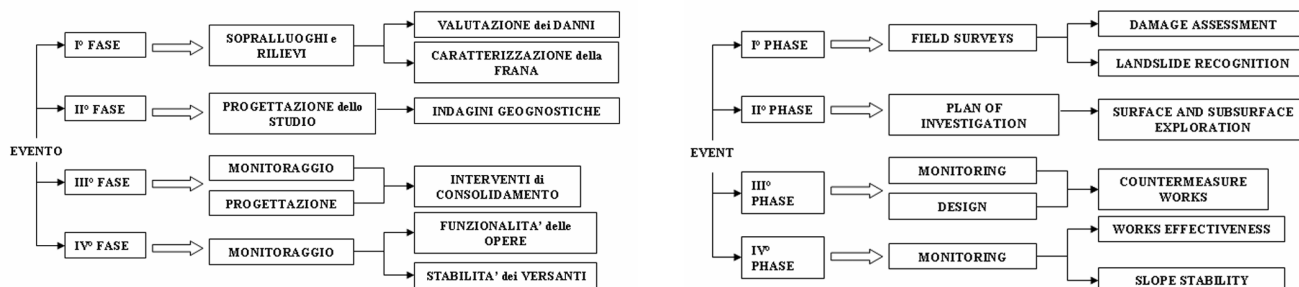 VALUTAZIONE dei DANNI
I° FASE
SOPRALLUOGHI e
RILIEVI
CARATTERIZZAZIONE della
FRANA
II° FASE
PROGETTAZIONE dello
STUDIO
INDAGINI GEOGNOSTICHE
EVENTO
MONITORAGGIO
III° FASE
PROGETTAZIONE
INTERVENTI di
CONSOLIDAMENTO
FUNZIONALITA' delle
OPERE
IV° FASE
MONITORAGGIO
STABILITA' dei VERSANTI
DAMAGE ASSESSMENT
I° PHASE
FIELD SURVEYS
LANDSLIDE RECOGNITION
II° PHASE
PLAN OF
INVESTIGATION
SURFACE AND SUBSURFACE
EXPLORATION
EVENT
MONITORING
III°
PHASE
DESIGN
COUNTERMEASURE
WORKS
WORKS EFFECTIVENESS
IV°
PHASE
MONITORING
SLOPE STABILITY